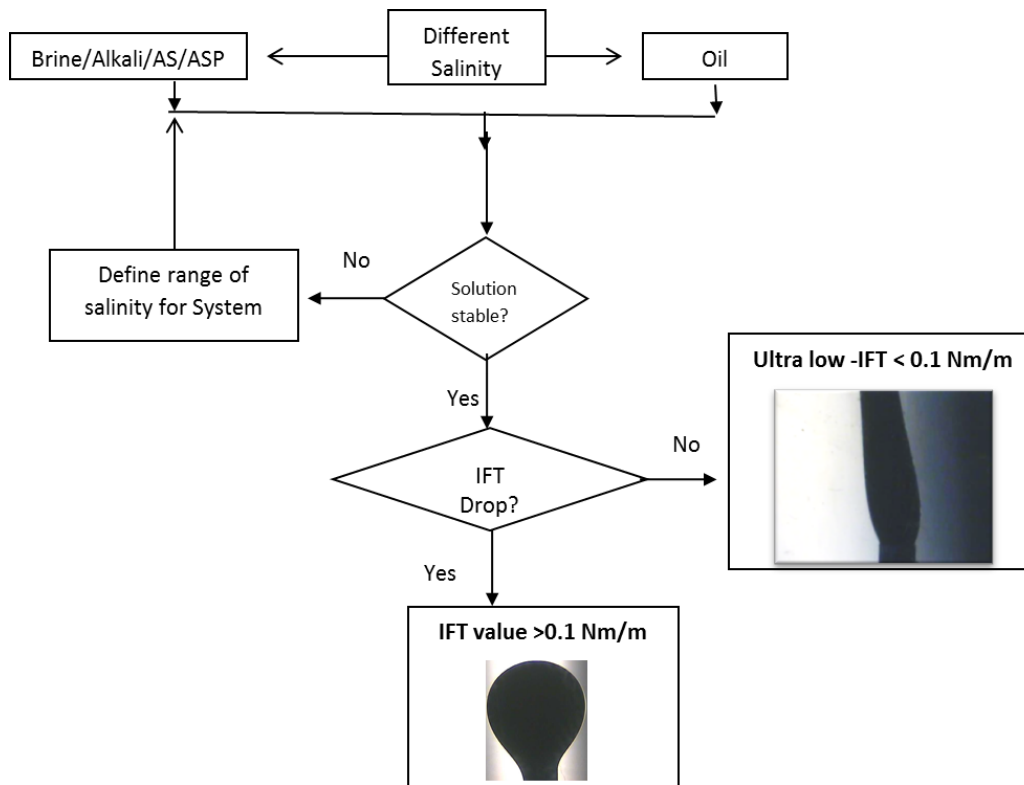 Different
Salinity
Brine/Alkali/AS/ASP
Oil
Define range of
salinity for System
No
Solution
stable?
Yes
Ultra low -IFT < 0.1 Nm/m
No
IFT
Drop?
Yes
IFT value >0.1 Nm/m